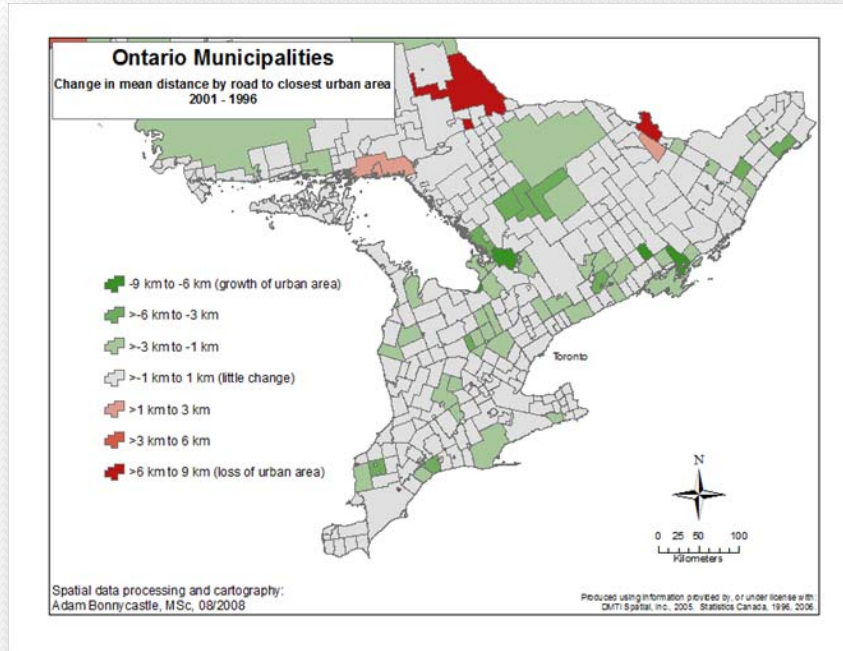 Ontario Municipalities
Change in mean distance by road to closest urban area
2001 - 1996
-9 km to -6 km (growth of urban area)
>-6 km to -3 km
>-3 km to -1 km
>-1 km to 1 km (little change)
>1 km to 3 km
>3 km to 6 km
>6 km to 9 km (loss of urban area)
Toronto
N
0 25 50 100
Kilometers
Spatial data processing and cartography:
Adam Bonnycastle, MSc, 08/2008
Produced using information provided by, or under license with:
DMTI Spatial, Inc., 2005. Statistics Canada, 1996, 2006.